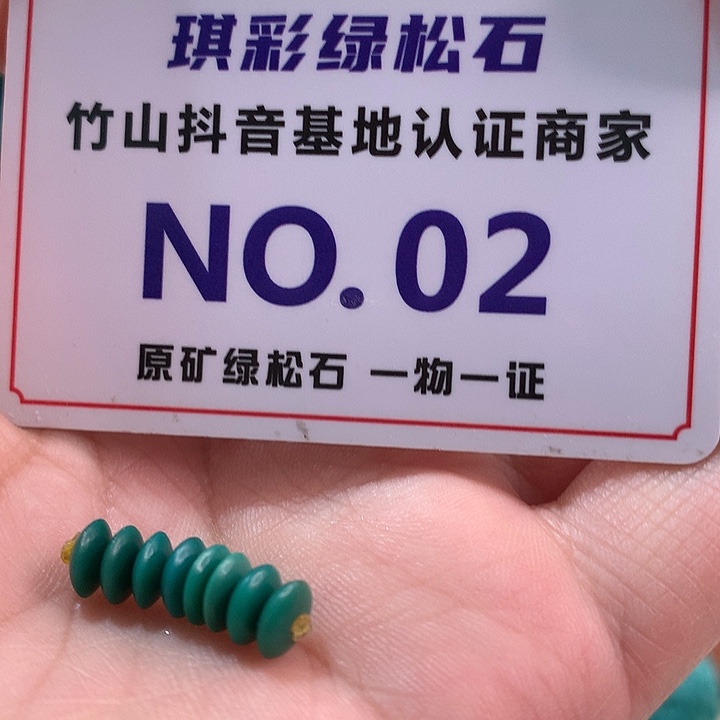 琪彩绿松石
竹山抖音基地认证商家
NO.02
原矿绿松石 一物一证